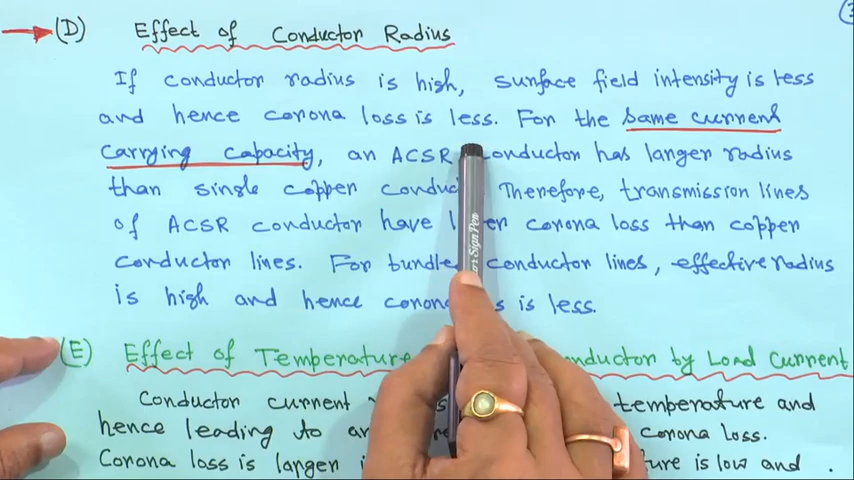 (D) Effect of Conductor Radius
If conductor radius is high, surface field intensity is less
and hence corona loss is less. For the same current
carrying capacity, an ACSR conductor has larger radius
than single copper Therefore, transmission lines
of ACSR conductor have corona loss than copper
conductor lines. For conductor lines, effective radius
is high and hence is less.
(E) Effect of Temperature by Load Current
Conductor current temperature and
hence leading to corona loss.
Corona loss is larger is low and